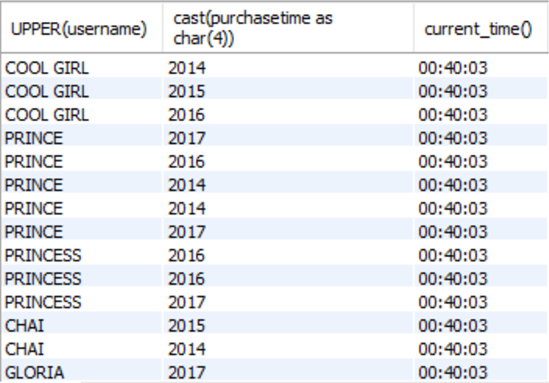 UPPER(username) cast(purchasetime as char(4)) current_time()
COOL GIRL 2014 00:40:03
COOL GIRL 2015 00:40:03
COOL GIRL 2016 00:40:03
PRINCE 2017 00:40:03
PRINCE 2016 00:40:03
PRINCE 2014 00:40:03
PRINCE 2014 00:40:03
PRINCE 2017 00:40:03
PRINCESS 2016 00:40:03
PRINCESS 2016 00:40:03
PRINCESS 2017 00:40:03
CHAI 2015 00:40:03
CHAI 2014 00:40:03
GLORIA 2017 00:40:03